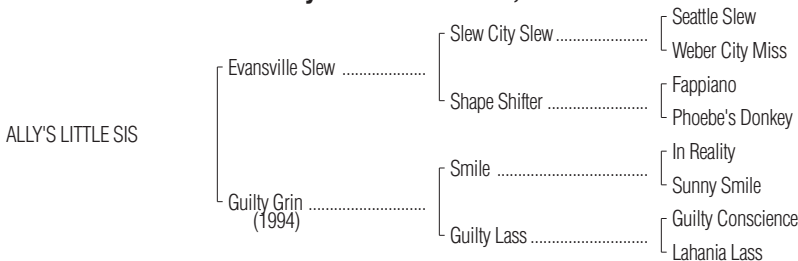 Seattle Slew
Slew City Slew ......................
Weber City Miss
Evansville Slew ....................
Fappiano
Shape Shifter ........................
Phoebe's Donkey
ALLY'S LITTLE SIS
In Reality
Smile ....................................
Sunny Smile
Guilty Grin ............................
(1994)
Guilty Conscience
Guilty Lass ............................
Lahania Lass